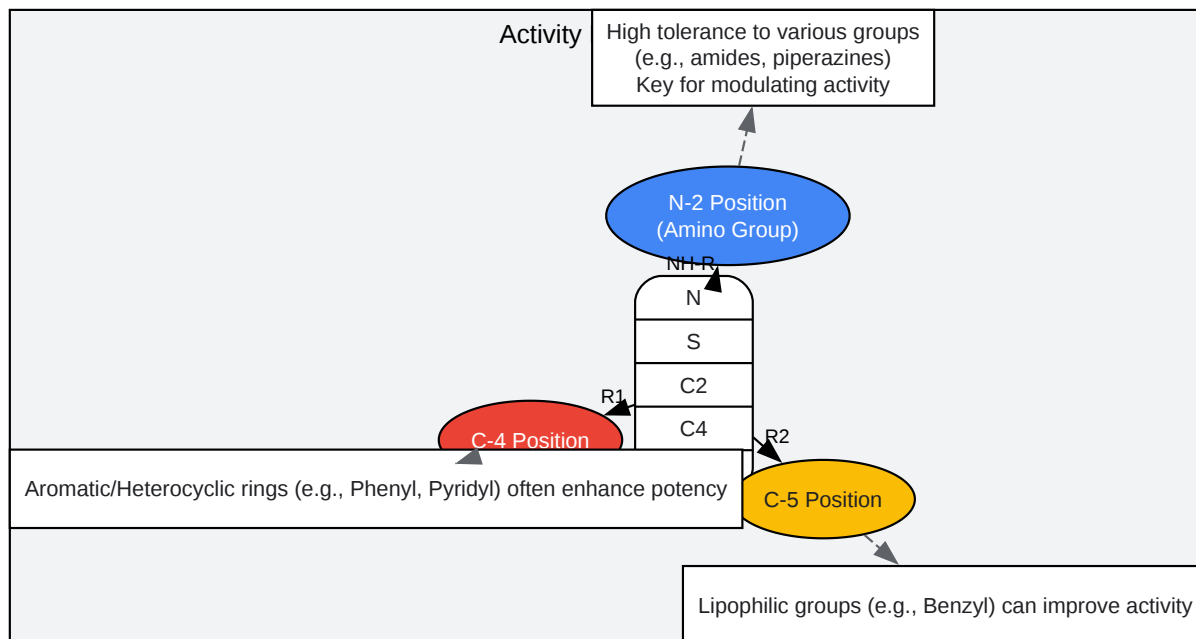 Activity
High tolerance to various groups
(e.g., amides, piperazines)
Key for modulating activity
N-2 Position
(Amino Group)
NH-R
N
S
C2
R1
C4
R2
C-4 Position
Aromatic/Heterocyclic rings (e.g., Phenyl, Pyridyl) often enhance potency
C-5 Position
Lipophilic groups (e.g., Benzyl) can improve activity